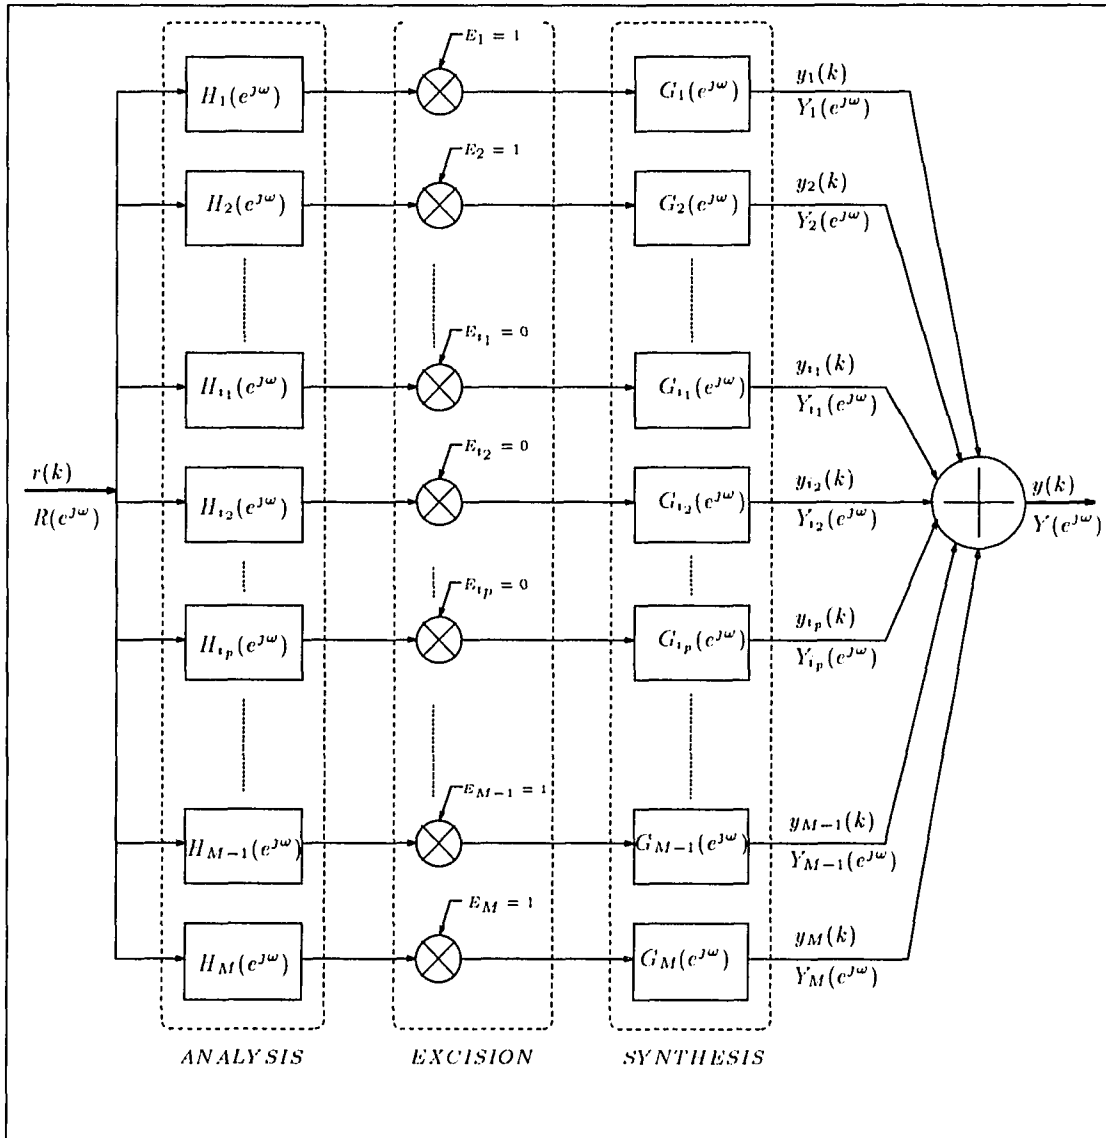 E_1 = 1
H_1(e^{jω}) G_1(e^{jω}) y_1(k)
Y_1(e^{jω})
E_2 = 1
H_2(e^{jω}) G_2(e^{jω}) y_2(k)
Y_2(e^{jω})
E_{i_1} = 0
H_{i_1}(e^{jω}) G_{i_1}(e^{jω}) y_{i_1}(k)
Y_{i_1}(e^{jω})
E_{i_2} = 0
r(k) H_{i_2}(e^{jω}) G_{i_2}(e^{jω}) y_{i_2}(k) y(k)
R(e^{jω}) Y_{i_2}(e^{jω}) Y(e^{jω})
E_{i_p} = 0
H_{i_p}(e^{jω}) G_{i_p}(e^{jω}) y_{i_p}(k)
Y_{i_p}(e^{jω})
E_{M-1} = 1
H_{M-1}(e^{jω}) G_{M-1}(e^{jω}) y_{M-1}(k)
Y_{M-1}(e^{jω})
E_M = 1
H_M(e^{jω}) G_M(e^{jω}) y_M(k)
Y_M(e^{jω})
ANALYSIS EXCISION SYNTHESIS